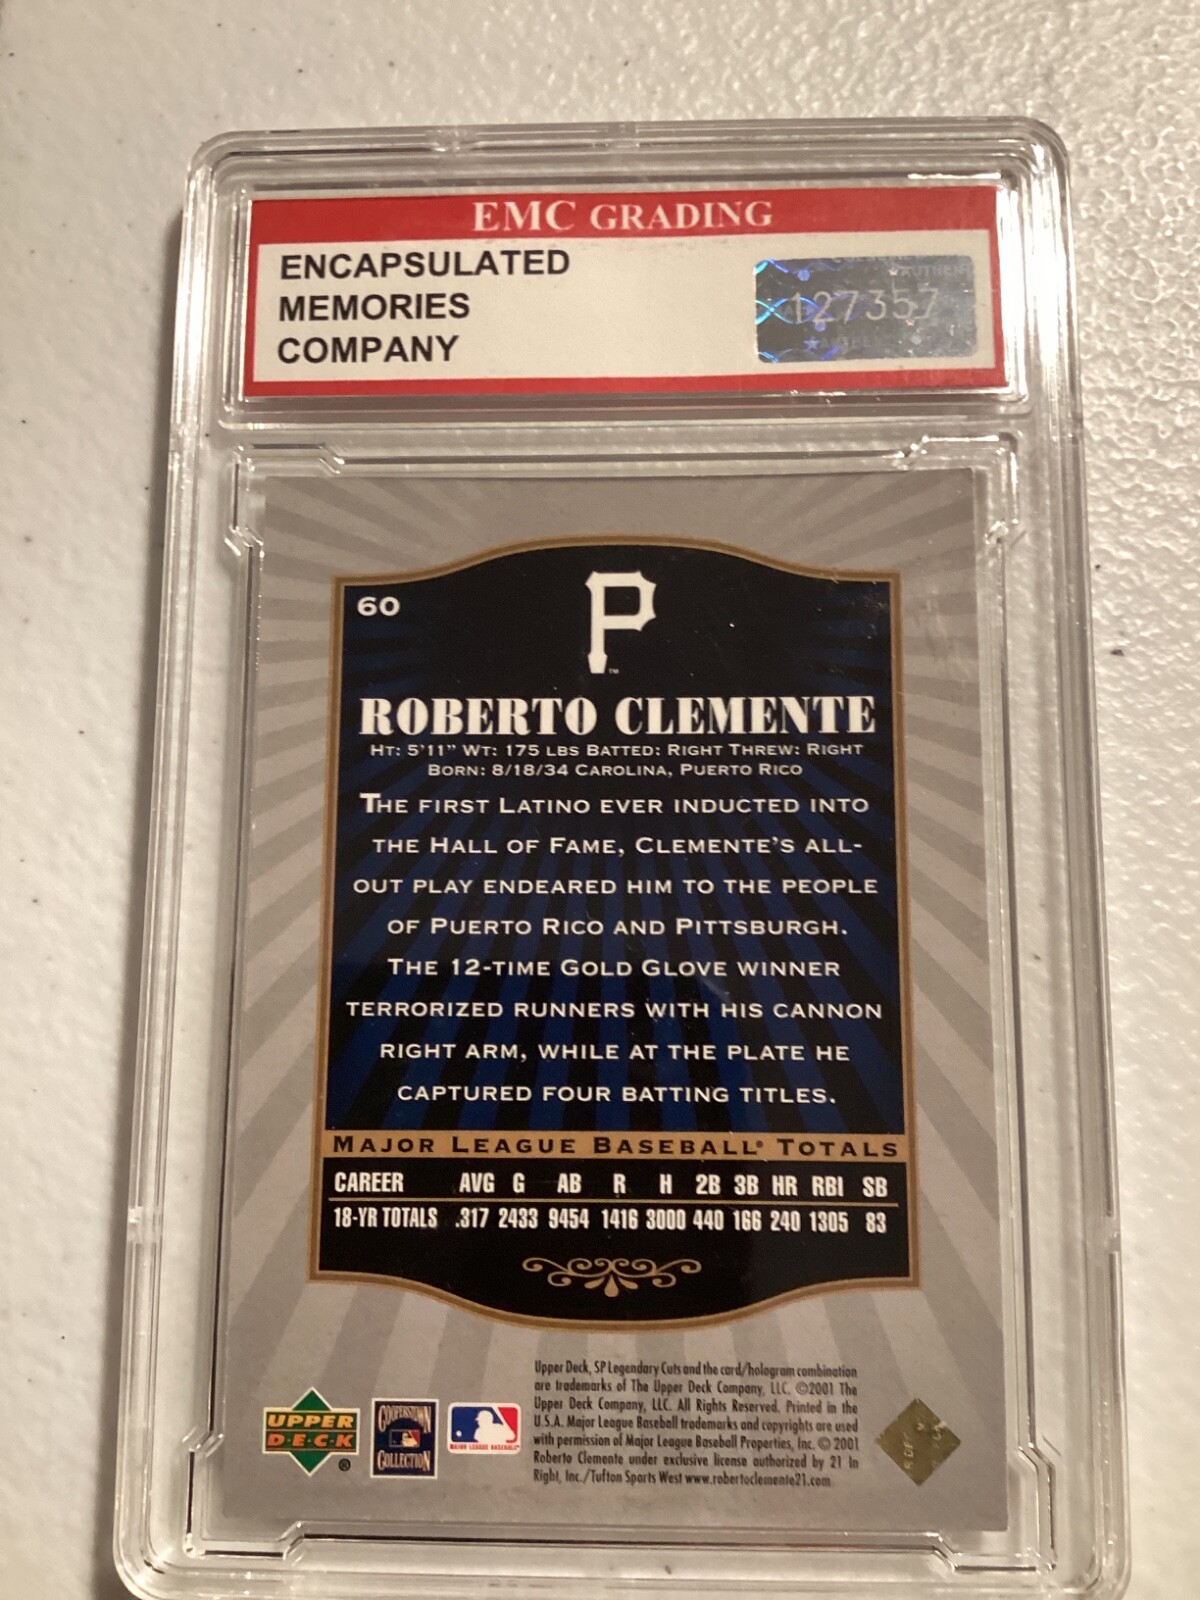 EMC GRADING
ENCAPSULATED
MEMORIES
COMPANY
AUTHEN
127357
60
P
™
ROBERTO CLEMENTE
HT: 5'11" WT: 175 LBS BATTED: RIGHT THREW: RIGHT
BORN: 8/18/34 CAROLINA, PUERTO RICO
THE FIRST LATINO EVER INDUCTED INTO
THE HALL OF FAME, CLEMENTE'S ALL-
OUT PLAY ENDEARED HIM TO THE PEOPLE
OF PUERTO RICO AND PITTSBURGH.
THE 12-TIME GOLD GLOVE WINNER
TERRORIZED RUNNERS WITH HIS CANNON
RIGHT ARM, WHILE AT THE PLATE HE
CAPTURED FOUR BATTING TITLES.
MAJOR LEAGUE BASEBALL® TOTALS
CAREER AVG G AB R H 2B 3B HR RBI SB
18-YR TOTALS .317 2433 9454 1416 3000 440 166 240 1305 83
Upper Deck, SP Legendary Cuts and the card/hologram combination
are trademarks of The Upper Deck Company, LLC. ©2001 The
Upper Deck Company, LLC. All Rights Reserved. Printed in the
U.S.A. Major League Baseball trademarks and copyrights are used
with permission of Major League Baseball Properties, Inc. © 2001
Roberto Clemente under exclusive license authorized by 21 In
Right, Inc./Tufton Sports West www.robertoclemente21.com
UPPER
D·E·C·K
®
COOPERSTOWN
COLLECTION
MAJOR LEAGUE BASEBALL